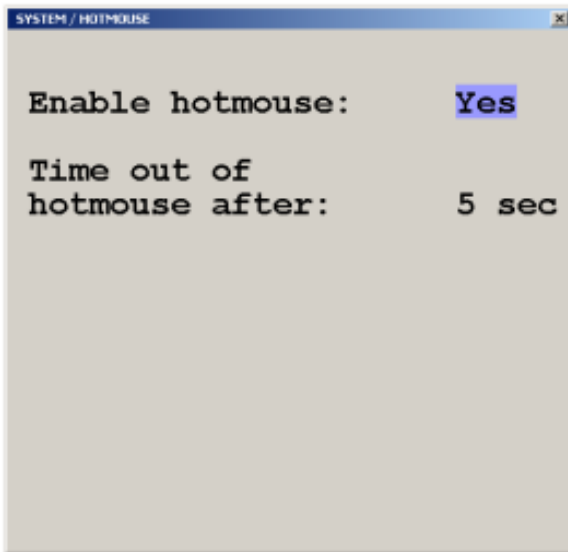 SYSTEM / HOTMOUSE
Enable hotmouse: Yes
Time out of
hotmouse after: 5 sec